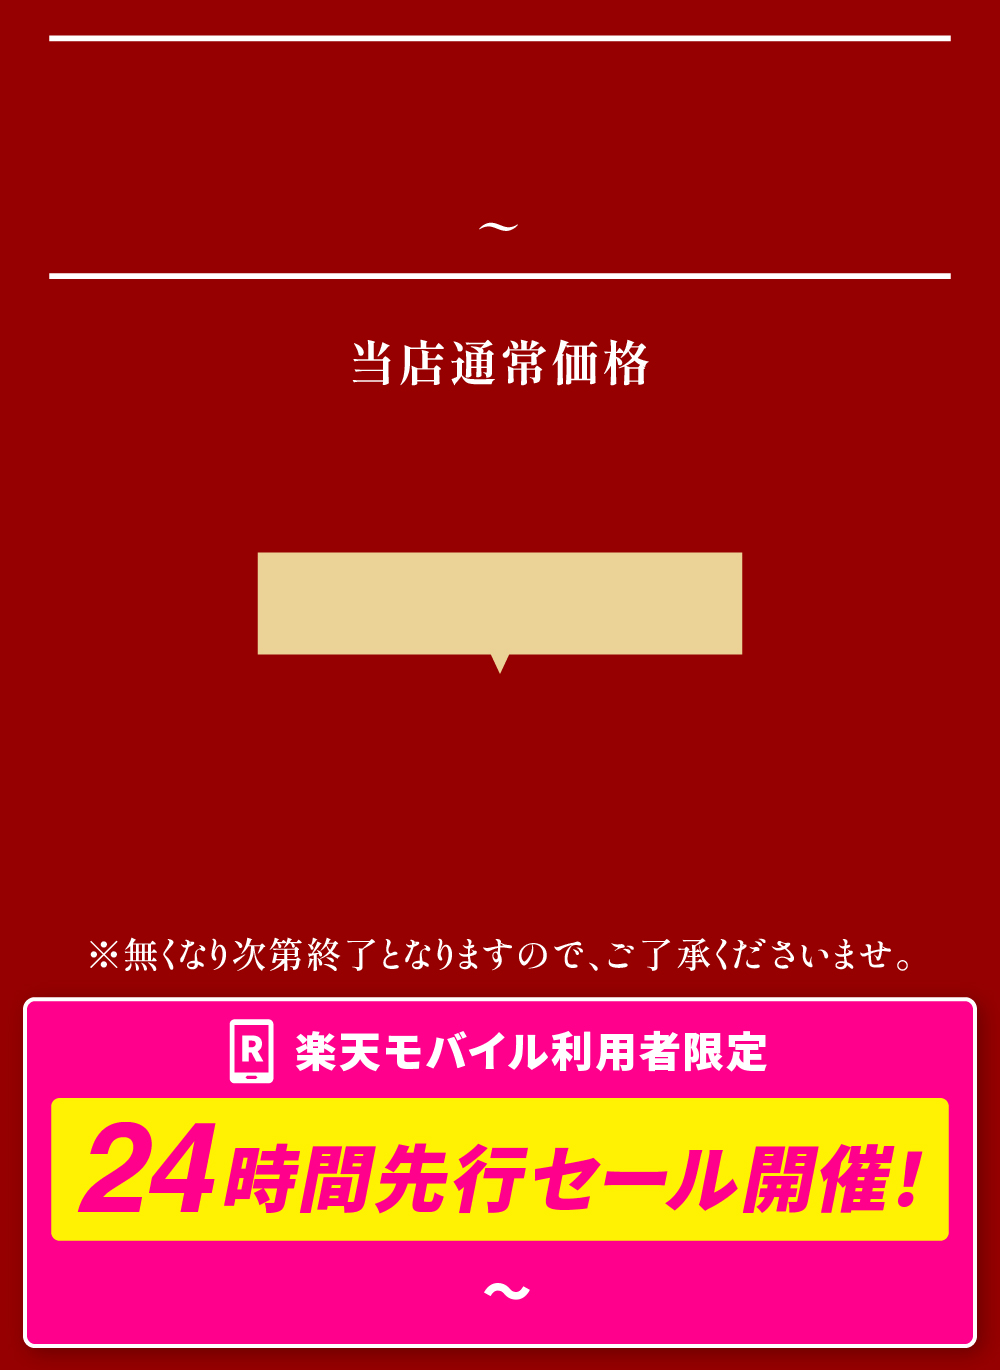 〜
当店通常価格
※無くなり次第終了となりますので、ご了承くださいませ。
R 楽天モバイル利用者限定
24時間先行セール開催!
〜